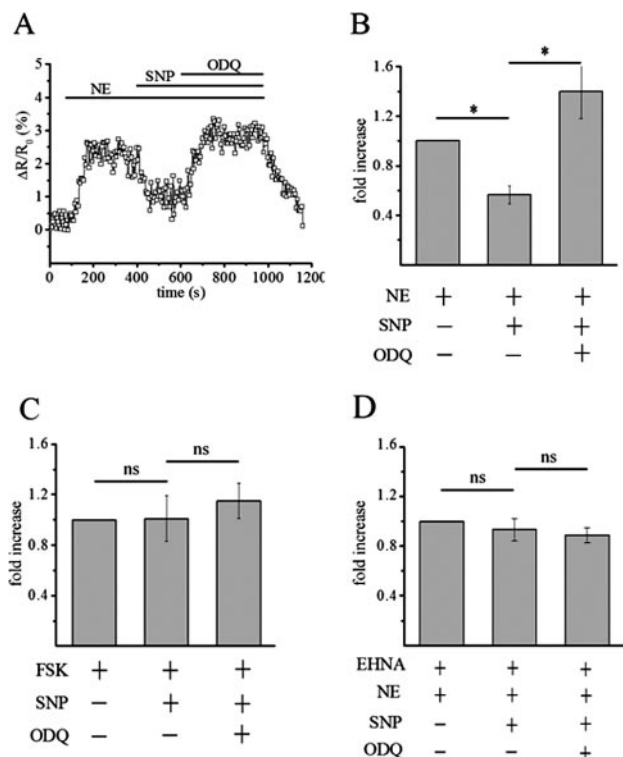 A
ODQ
SNP
NE
ΔR/R0 (%)
5
4
3
2
1
0
0 200 400 600 800 1000 1200
time (s)
B
fold increase
1.6
1.2
0.8
0.4
* *
NE + + +
SNP – + +
ODQ – – +
C
fold increase
1.6
1.2
0.8
0.4
ns ns
FSK + + +
SNP – + +
ODQ – – +
D
fold increase
1.6
1.2
0.8
0.4
ns ns
EHNA + + +
NE + + +
SNP – + +
ODQ – – +